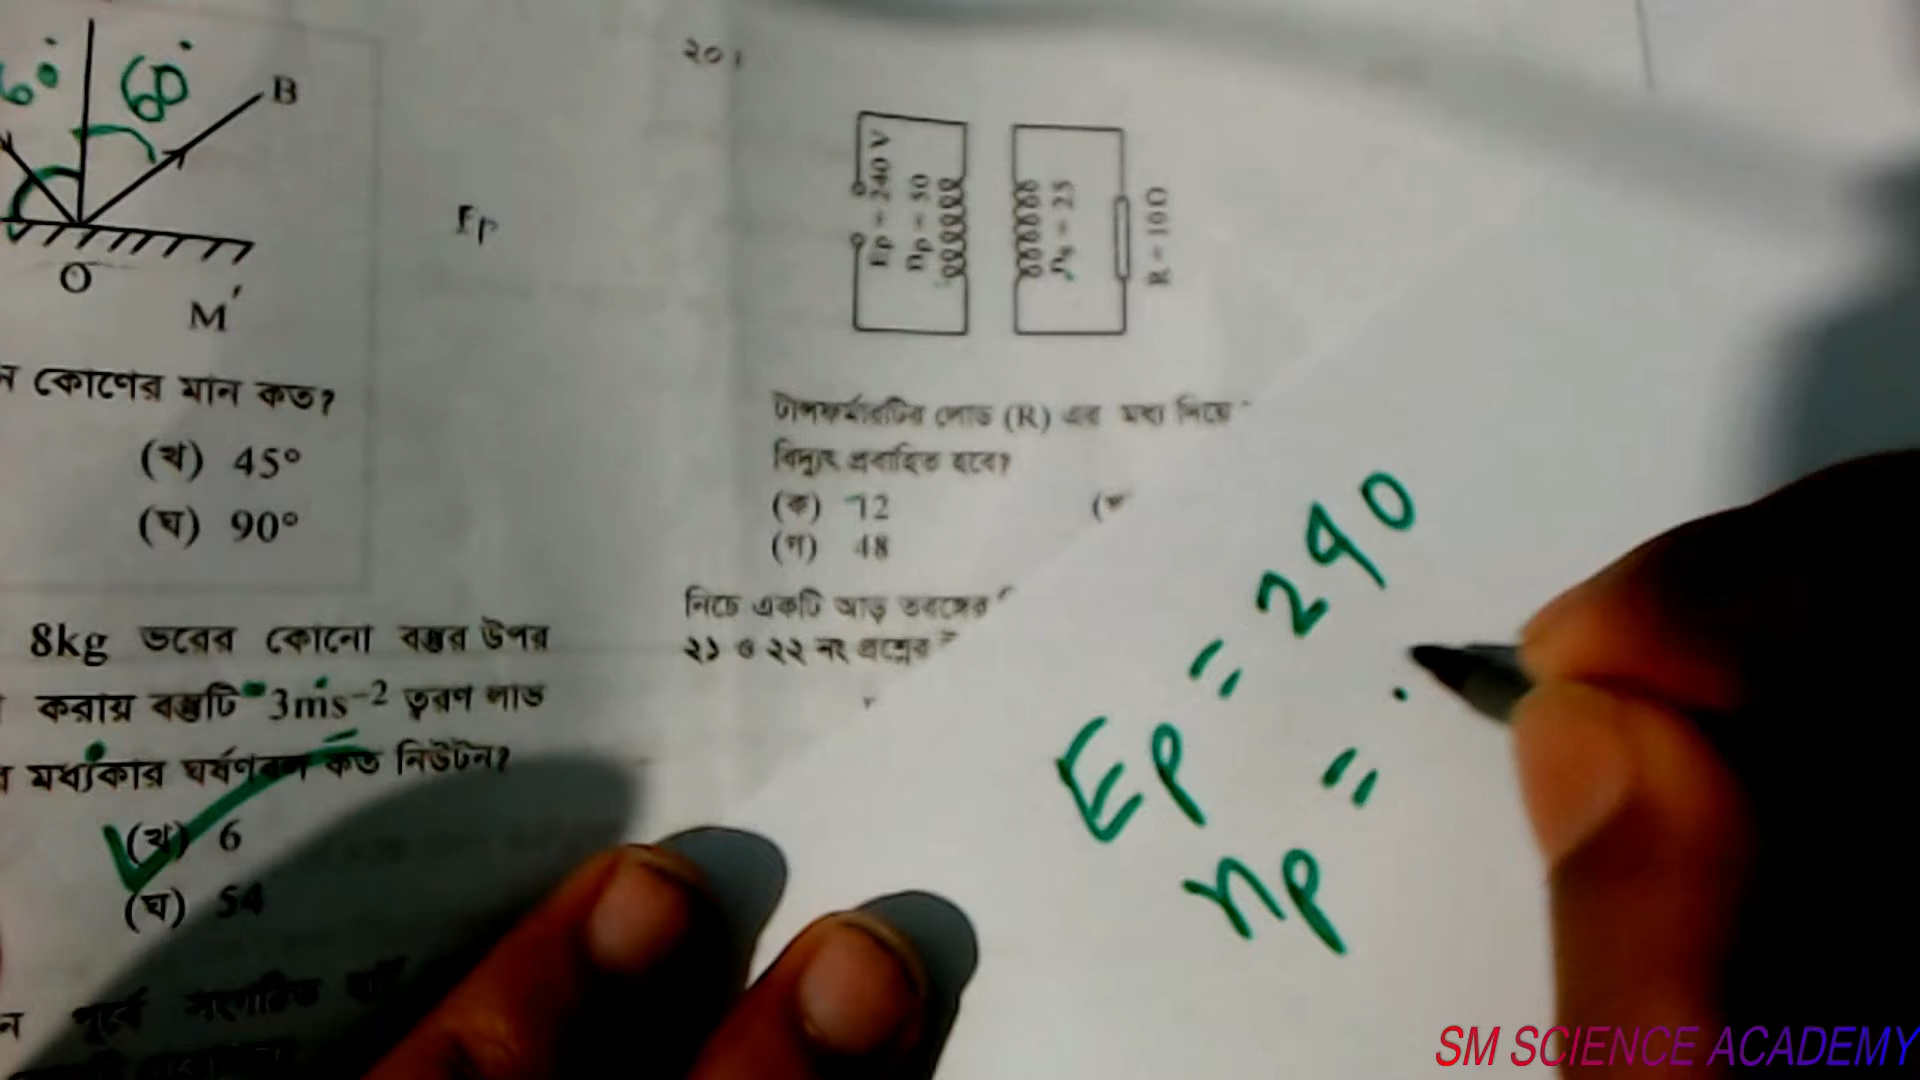 60°
B
O
M′
ন কোণের মান কত?
(খ) 45°
(ঘ) 90°
8kg ভরের কোনো বস্তুর উপর
করায় বস্তুটি 3ms⁻² ত্বরণ লাভ
মধ্যকার ঘর্ষণবল কত নিউটন?
(খ) 6
(ঘ) 54
Ep
২০।
Ep = 240 V
np = 50
ns = 25
R = 10Ω
ট্রান্সফর্মারটির লোড (R) এর মধ্য দিয়ে
বিদ্যুৎ প্রবাহিত হবে?
(ক) 12
(গ) 48
নিচে একটি আড় তরঙ্গের
২১ ও ২২ নং প্রশ্নের
Ep = 240
np =
SM SCIENCE ACADEMY